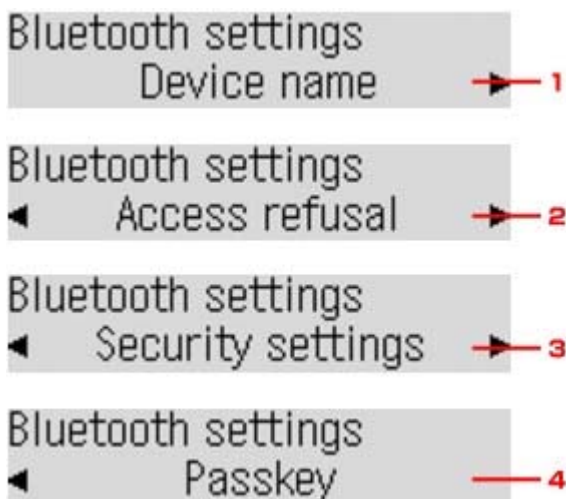 Bluetooth settings
Device name 1
Bluetooth settings
Access refusal 2
Bluetooth settings
Security settings 3
Bluetooth settings
Passkey 4